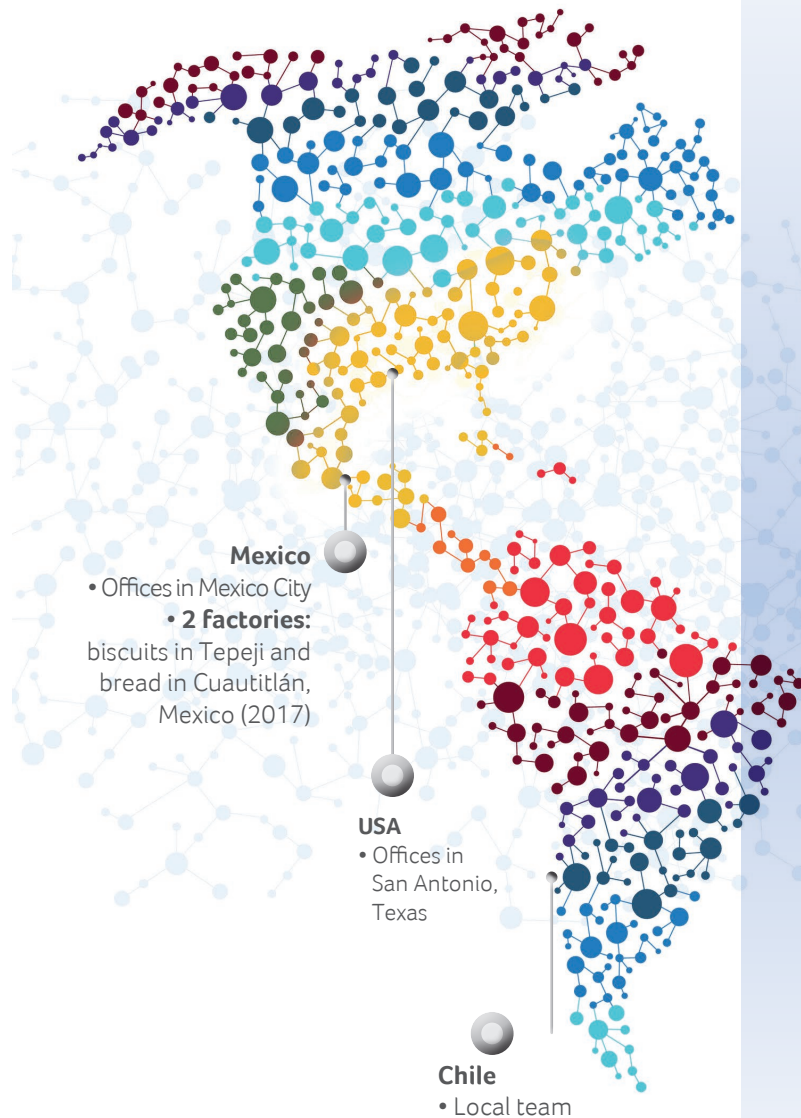 Mexico
• Offices in Mexico City
• 2 factories:
biscuits in Tepeji and
bread in Cuautitlán,
Mexico (2017)
USA
• Offices in
San Antonio,
Texas
Chile
• Local team